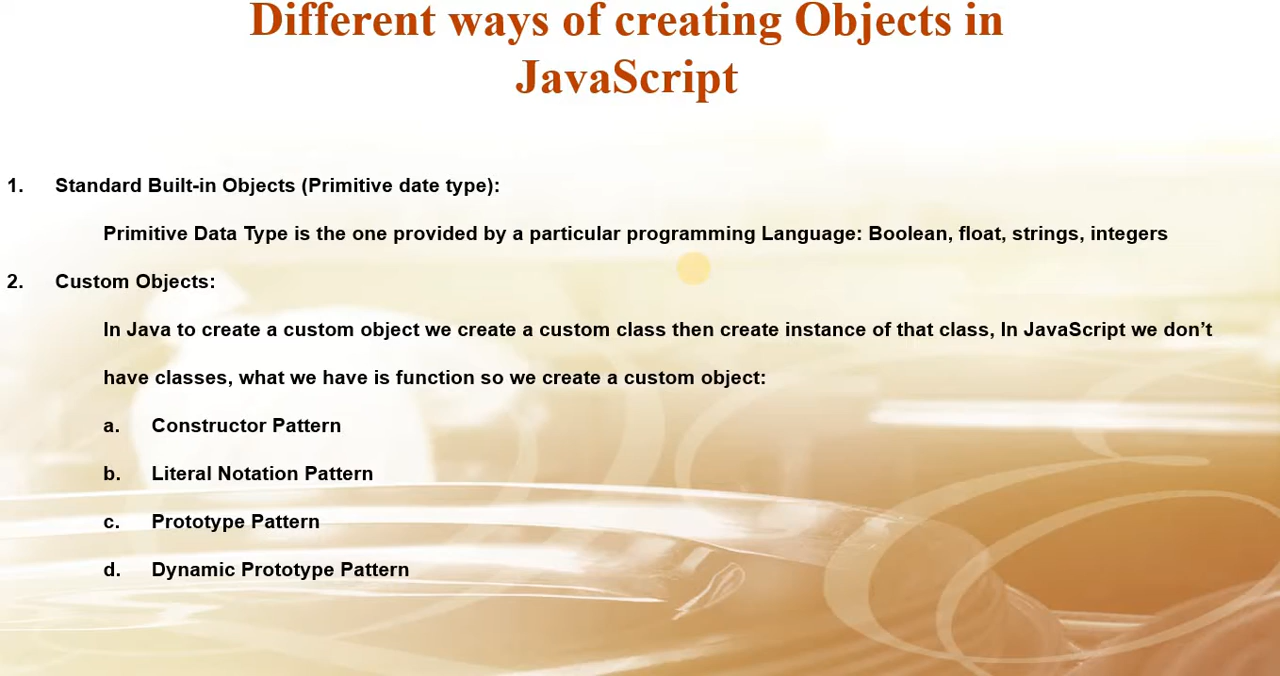 Different ways of creating Objects in
JavaScript
1. Standard Built-in Objects (Primitive date type):
Primitive Data Type is the one provided by a particular programming Language: Boolean, float, strings, integers
2. Custom Objects:
In Java to create a custom object we create a custom class then create instance of that class, In JavaScript we don’t
have classes, what we have is function so we create a custom object:
a. Constructor Pattern
b. Literal Notation Pattern
c. Prototype Pattern
d. Dynamic Prototype Pattern